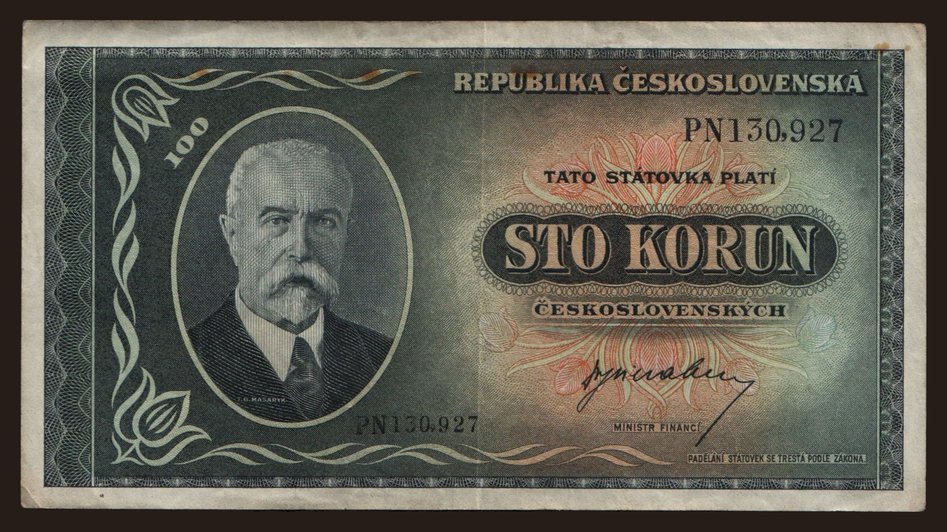 REPUBLIKA ČESKOSLOVENSKÁ
100
PN130,927
TATO STÁTOVKA PLATÍ
STO KORUN
ČESKOSLOVENSKÝCH
T. G. MASARYK.
PN130,927
MINISTR FINANCÍ
PADĚLÁNÍ STÁTOVEK SE TRESTÁ PODLE ZÁKONA.